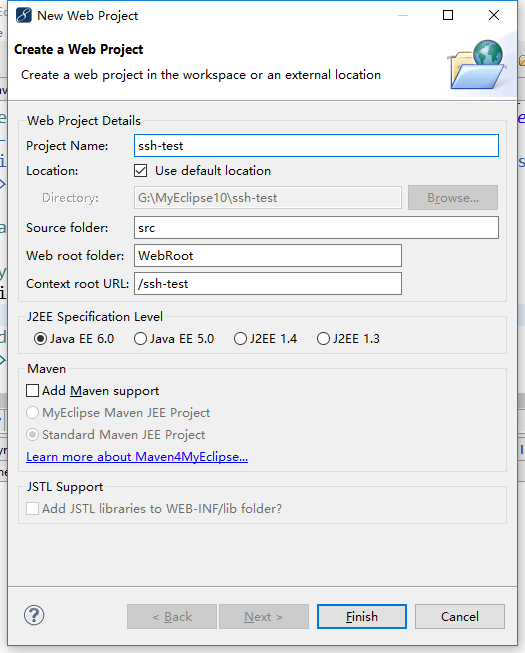 New Web Project
Create a Web Project
Create a web project in the workspace or an external location
Web Project Details
Project Name: ssh-test
Location: Use default location
Directory: G:\MyEclipse10\ssh-test Browse...
Source folder: src
Web root folder: WebRoot
Context root URL: /ssh-test
J2EE Specification Level
Java EE 6.0 Java EE 5.0 J2EE 1.4 J2EE 1.3
Maven
Add Maven support
MyEclipse Maven JEE Project
Standard Maven JEE Project
Learn more about Maven4MyEclipse...
JSTL Support
Add JSTL libraries to WEB-INF/lib folder?
? < Back Next > Finish Cancel